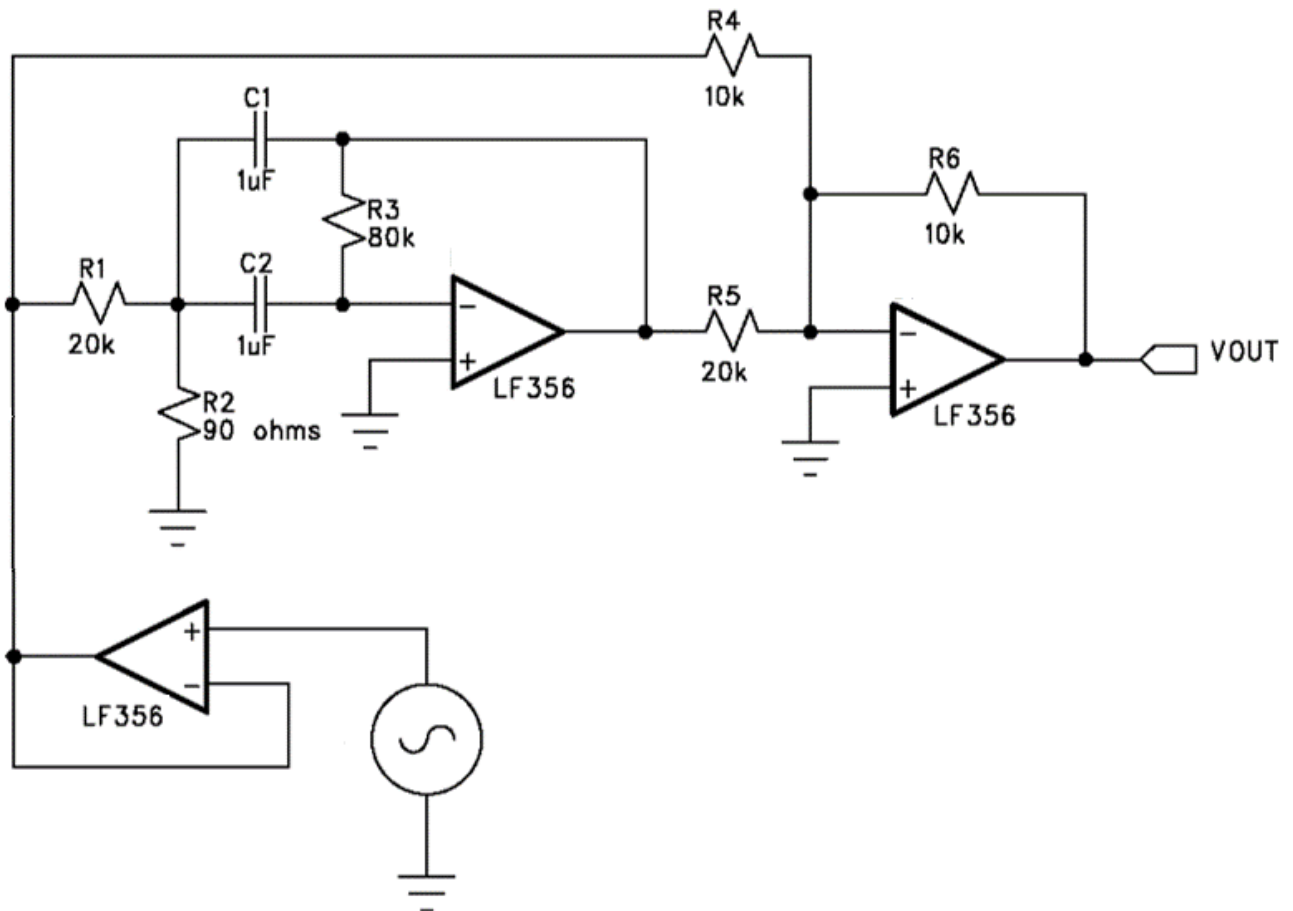 R4
10k
C1
1uF
R6
10k
R3
80k
R1
20k
C2
1uF
R5
20k
−
+
LF356
−
+
LF356
VOUT
R2
90 ohms
+
−
LF356